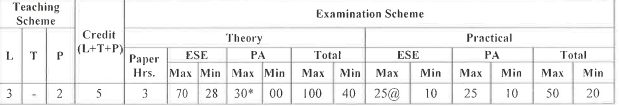 Teaching Scheme Credit (L+T+P) Examination Scheme
Theory Practical
L T P Paper Hrs. ESE PA Total ESE PA Total
Max Min Max Min Max Min Max Min Max Min Max Min
3 - 2 5 3 70 28 30* 00 100 40 25@ 10 25 10 50 20